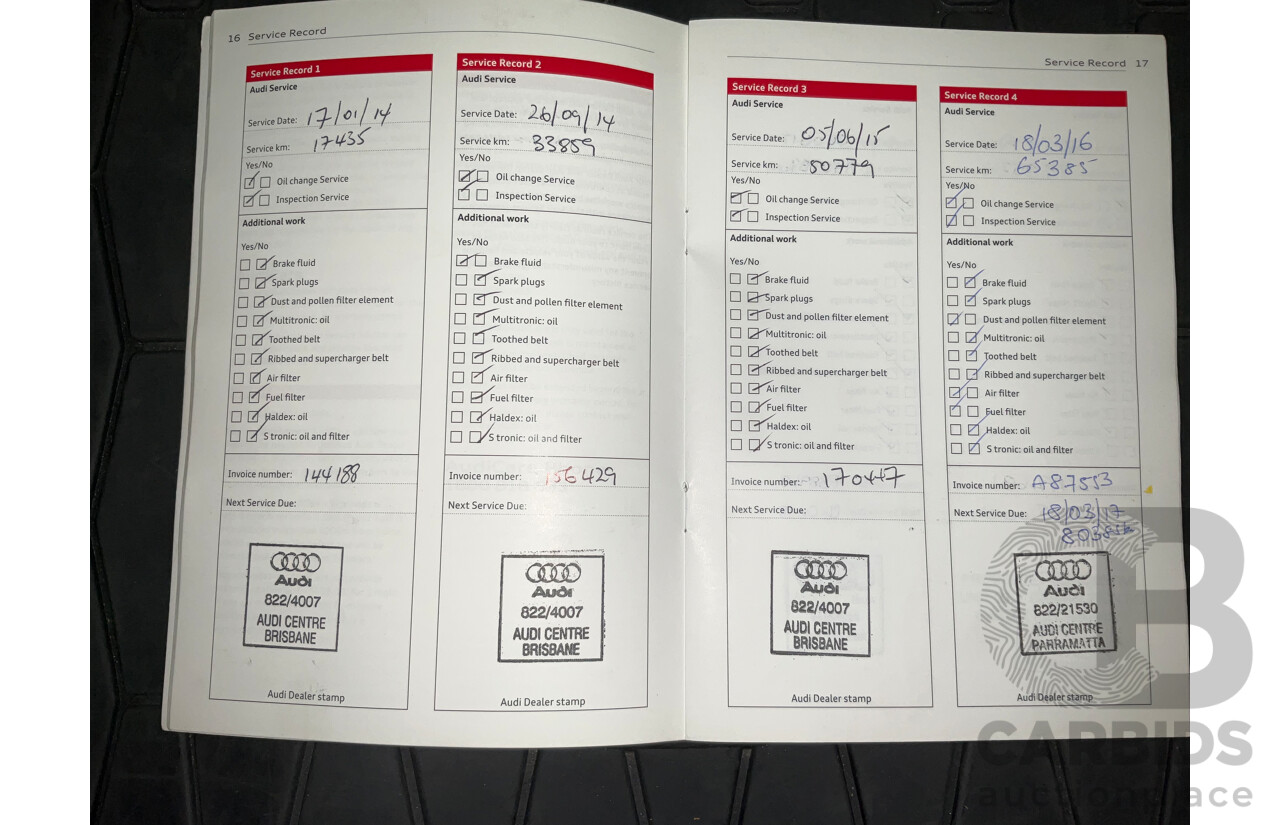 16 Service Record
Service Record 1
Audi Service
Service Date: 17/01/14
Service km: 17435
Yes/No
Oil change Service
Inspection Service
Additional work
Yes/No
Brake fluid
Spark plugs
Dust and pollen filter element
Multitronic: oil
Toothed belt
Ribbed and supercharger belt
Air filter
Fuel filter
Haldex: oil
S tronic: oil and filter
Invoice number: 144188
Next Service Due:
Audi
822/4007
AUDI CENTRE
BRISBANE
Audi Dealer stamp
Service Record 2
Audi Service
Service Date: 26/09/14
Service km: 33859
Yes/No
Oil change Service
Inspection Service
Additional work
Yes/No
Brake fluid
Spark plugs
Dust and pollen filter element
Multitronic: oil
Toothed belt
Ribbed and supercharger belt
Air filter
Fuel filter
Haldex: oil
S tronic: oil and filter
Invoice number: 156429
Next Service Due:
Audi
822/4007
AUDI CENTRE
BRISBANE
Audi Dealer stamp
Service Record 17
Service Record 3
Audi Service
Service Date: 05/06/15
Service km: 50779
Yes/No
Oil change Service
Inspection Service
Additional work
Yes/No
Brake fluid
Spark plugs
Dust and pollen filter element
Multitronic: oil
Toothed belt
Ribbed and supercharger belt
Air filter
Fuel filter
Haldex: oil
S tronic: oil and filter
Invoice number: 170447
Next Service Due:
Audi
822/4007
AUDI CENTRE
BRISBANE
Audi Dealer stamp
Service Record 4
Audi Service
Service Date: 18/03/16
Service km: 65385
Yes/No
Oil change Service
Inspection Service
Additional work
Yes/No
Brake fluid
Spark plugs
Dust and pollen filter element
Multitronic: oil
Toothed belt
Ribbed and supercharger belt
Air filter
Fuel filter
Haldex: oil
S tronic: oil and filter
Invoice number: A87553
Next Service Due: 18/03/17
Audi
822/21530
AUDI CENTRE
PARRAMATTA
Audi Dealer stamp
CARBIDS